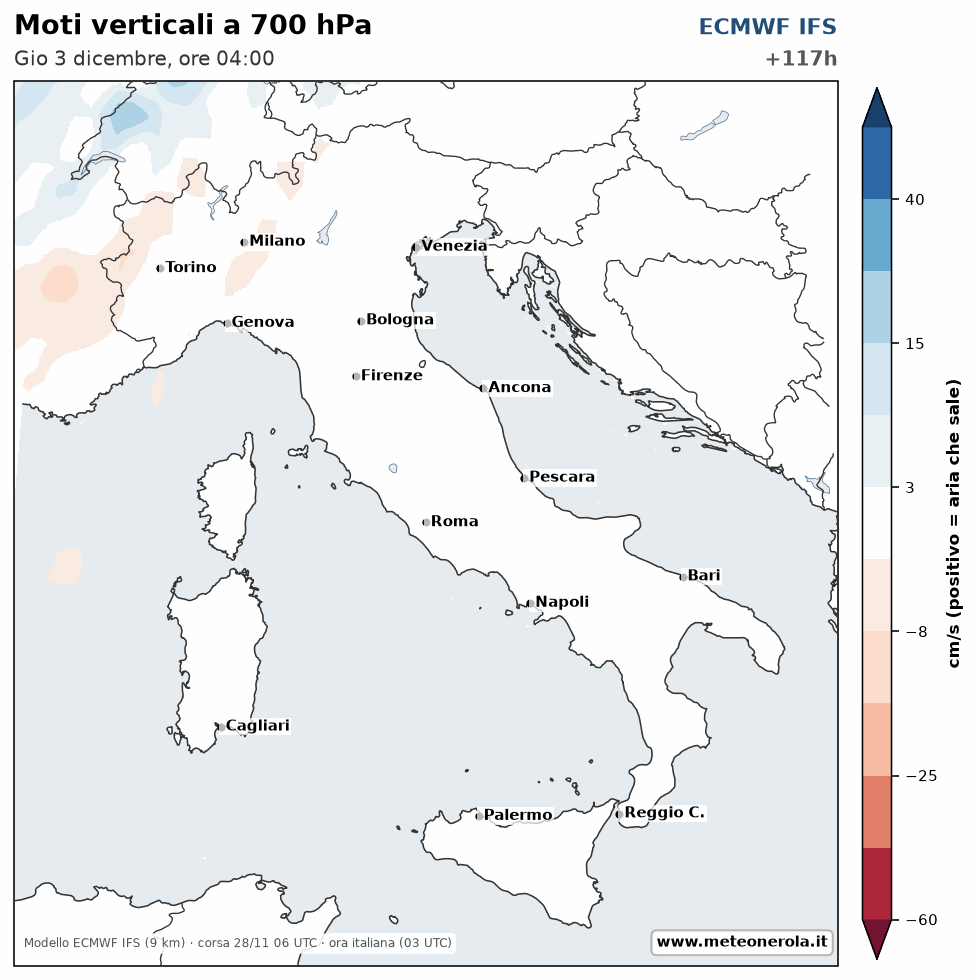 Moti verticali a 700 hPa
ECMWF IFS
Gio 3 dicembre, ore 04:00
+117h
Milano
Venezia
Torino
Genova
Bologna
Firenze
Ancona
Pescara
Roma
Bari
Napoli
Cagliari
Palermo
Reggio C.
40
15
3
−8
−25
−60
cm/s (positivo = aria che sale)
Modello ECMWF IFS (9 km) · corsa 28/11 06 UTC · ora italiana (03 UTC)
www.meteonerola.it